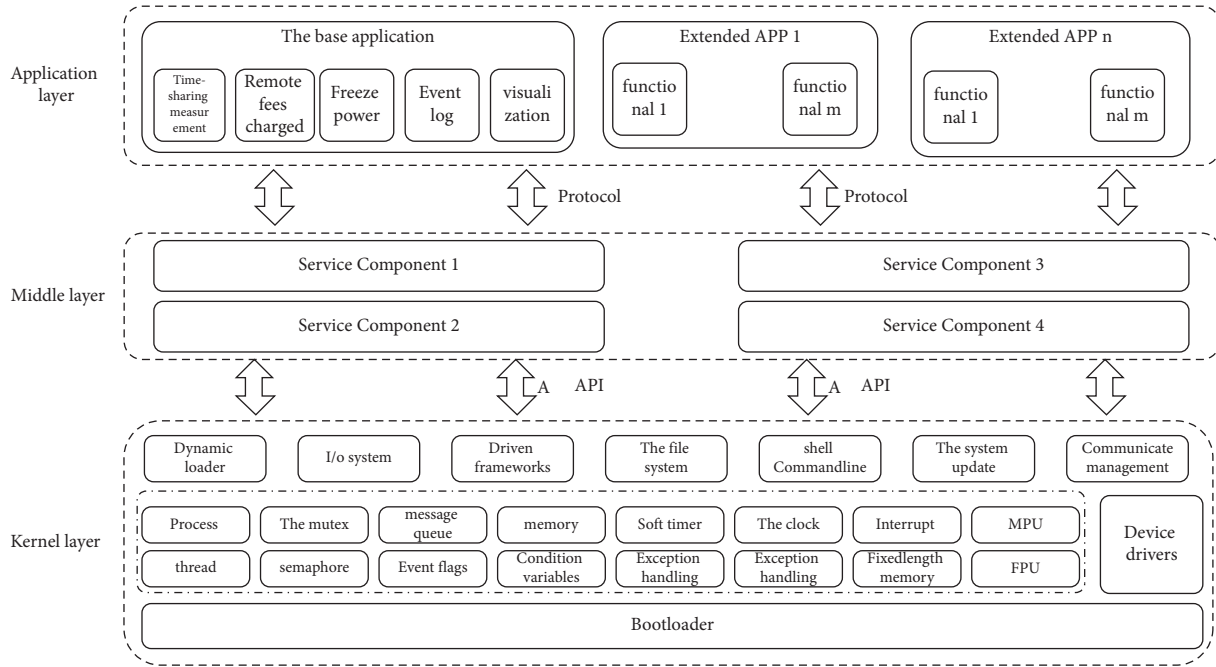 Application
layer
The base application
Time-
sharing
measur
ement
Remote
fees
charged
Freeze
power
Event
log
visuali
zation
Extended APP 1
functio
nal 1
functio
nal m
Extended APP n
functio
nal 1
functio
nal m
Protocol
Protocol
Middle layer
Service Component 1
Service Component 3
Service Component 2
Service Component 4
A
API
A
API
Kernel layer
Dynamic
loader
I/o system
Driven
frameworks
The file
system
shell
Commandline
The system
update
Communicate
management
Process
The mutex
message
queue
memory
Soft timer
The clock
Interrupt
MPU
thread
semaphore
Event flags
Condition
variables
Exception
handling
Exception
handling
Fixedlength
memory
FPU
Device
drivers
Bootloader